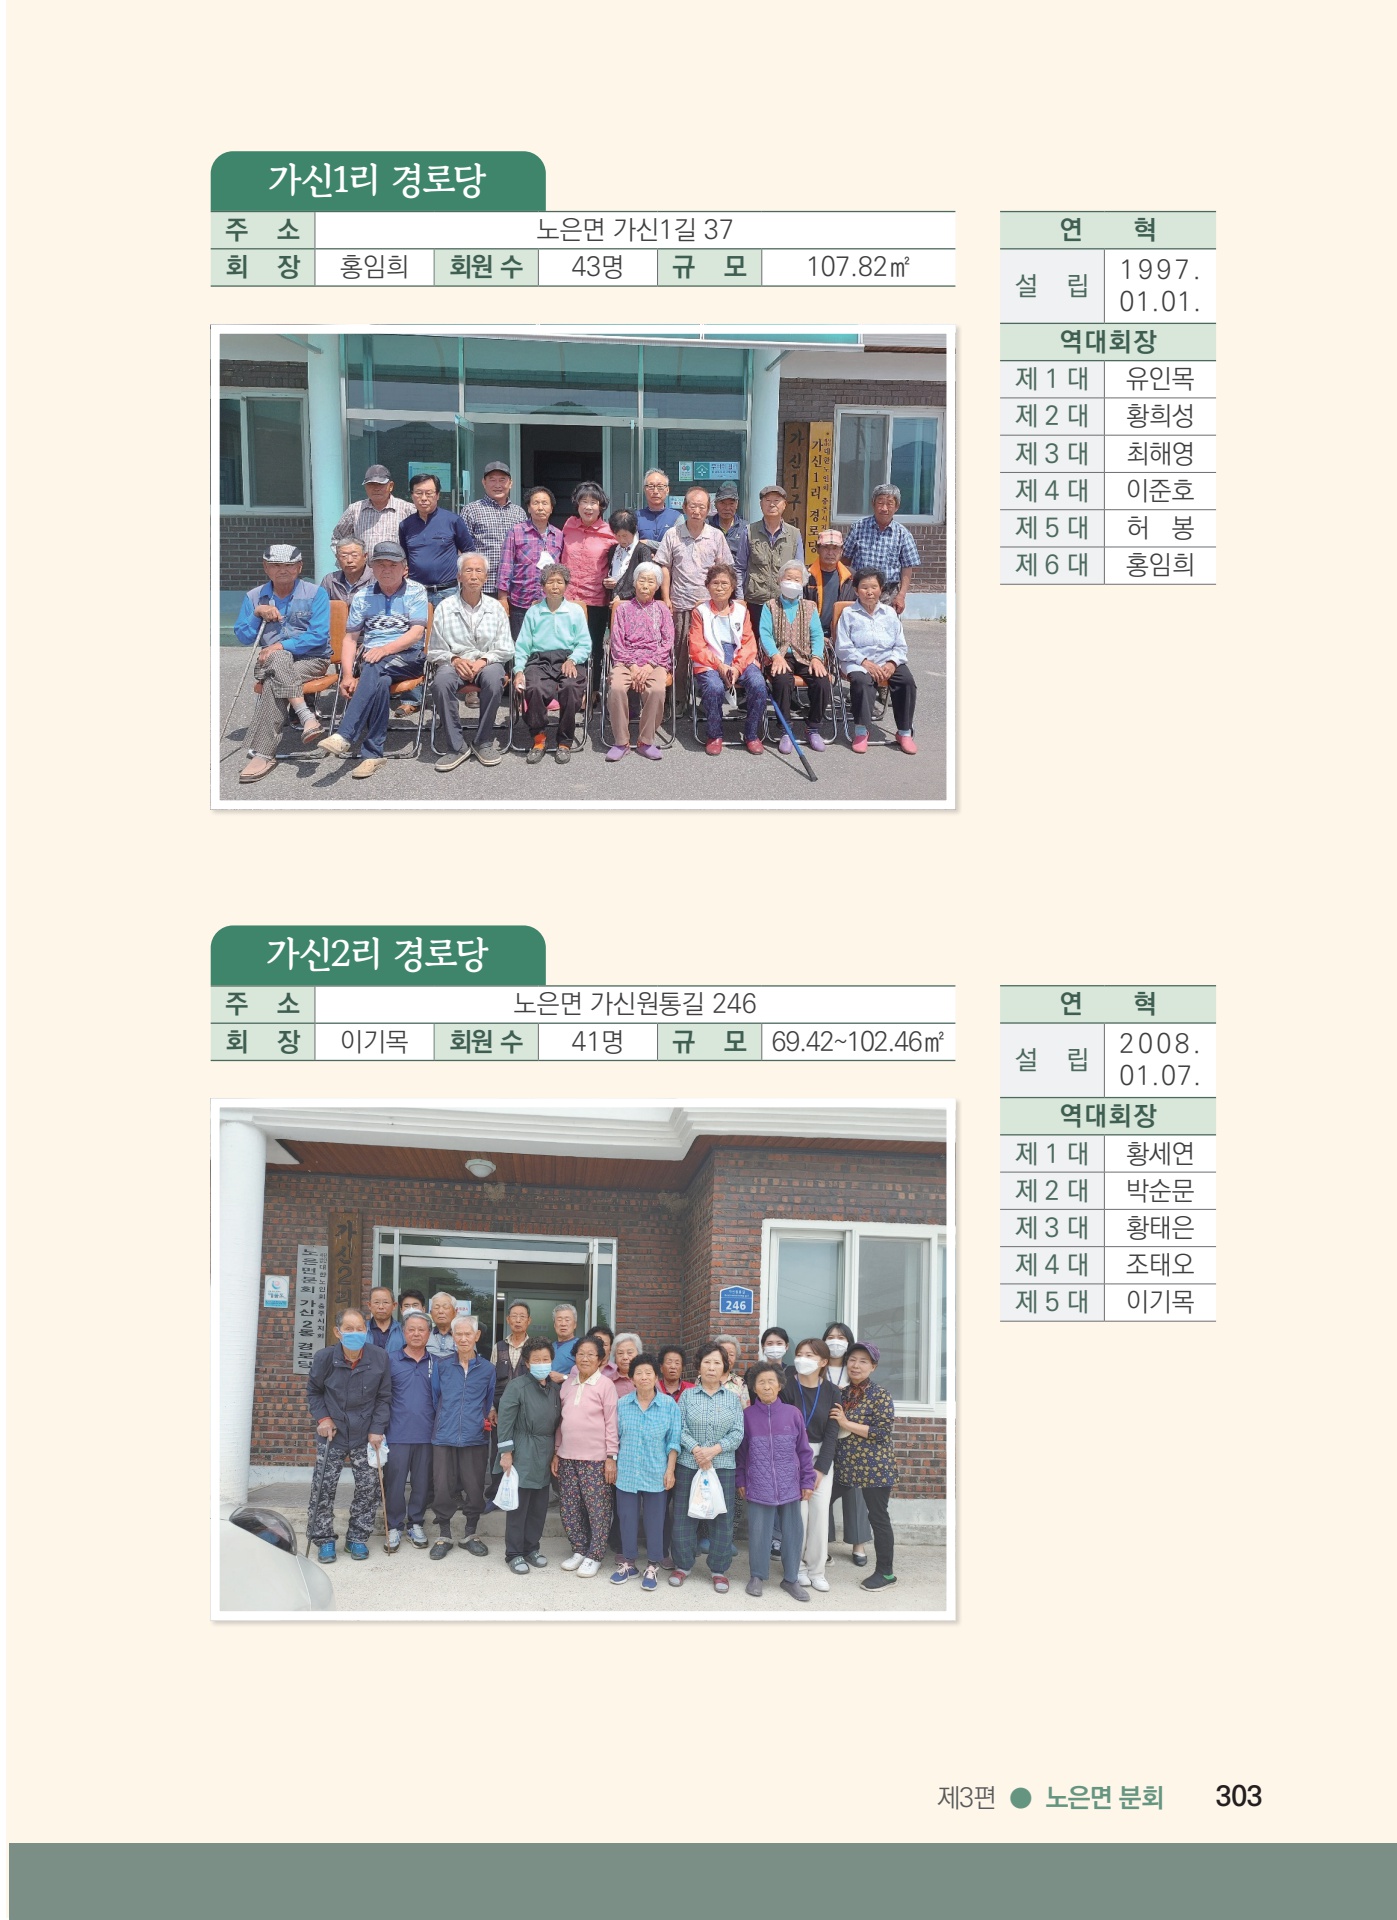 가신1리 경로당
주 소 노은면 가신1길 37
회 장 홍임희 회원 수 43명 규 모 107.82㎡
연 혁
설 립 1997. 01.01.
역대회장
제 1 대 유인목
제 2 대 황희성
제 3 대 최해영
제 4 대 이준호
제 5 대 허 봉
제 6 대 홍임희
가신1구
가신1리 경로당
가신2리 경로당
주 소 노은면 가신원통길 246
회 장 이기목 회원 수 41명 규 모 69.42~102.46㎡
연 혁
설 립 2008. 01.07.
역대회장
제 1 대 황세연
제 2 대 박순문
제 3 대 황태은
제 4 대 조태오
제 5 대 이기목
가신2리
노은면분회 가신2동 경로당
246
제3편 ● 노은면 분회 303